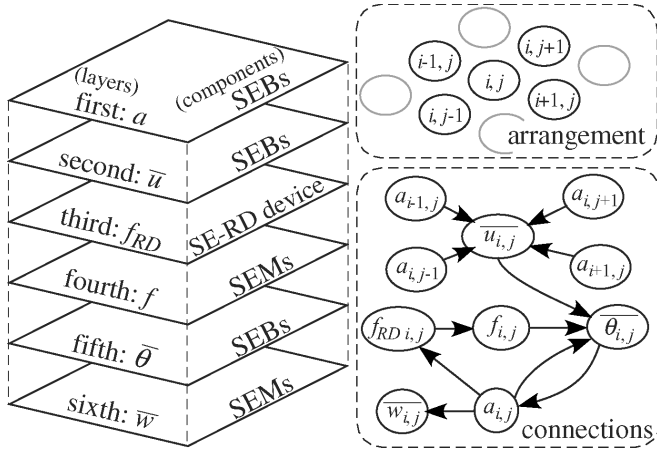 (layers)
(components)
first: a
SEBs
second: u̅
SEBs
third: f_RD
SE-RD device
fourth: f
SEMs
fifth: θ̅
SEBs
sixth: w̅
SEMs
i-1, j
i, j+1
i, j
i, j-1
i+1, j
arrangement
a_i-1, j
a_i, j+1
u̅_i, j
a_i, j-1
a_i+1, j
f_RD i, j
f_i, j
θ̅_i, j
w̅_i, j
a_i, j
connections